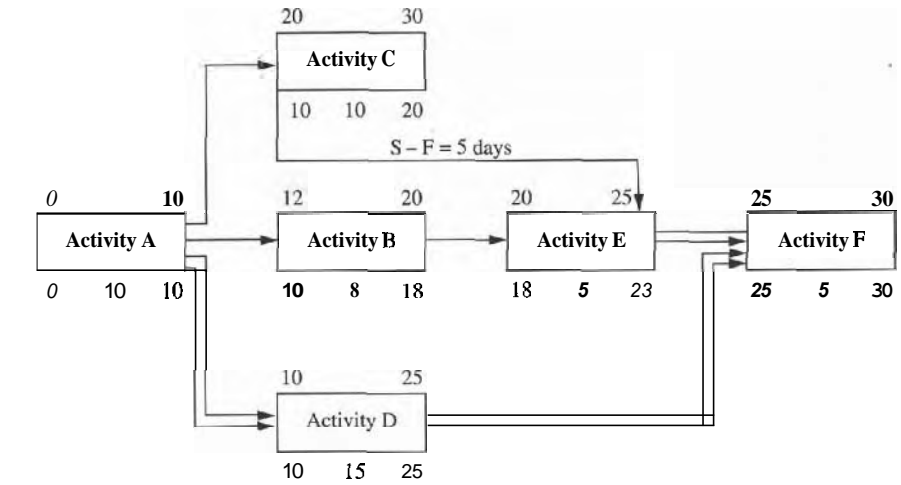 20 30
Activity C
10 10 20
S – F = 5 days
0 10
12 20
20 25
25 30
Activity A
Activity B
Activity E
Activity F
0 10 10
10 8 18
18 5 23
25 5 30
10 25
Activity D
10 15 25